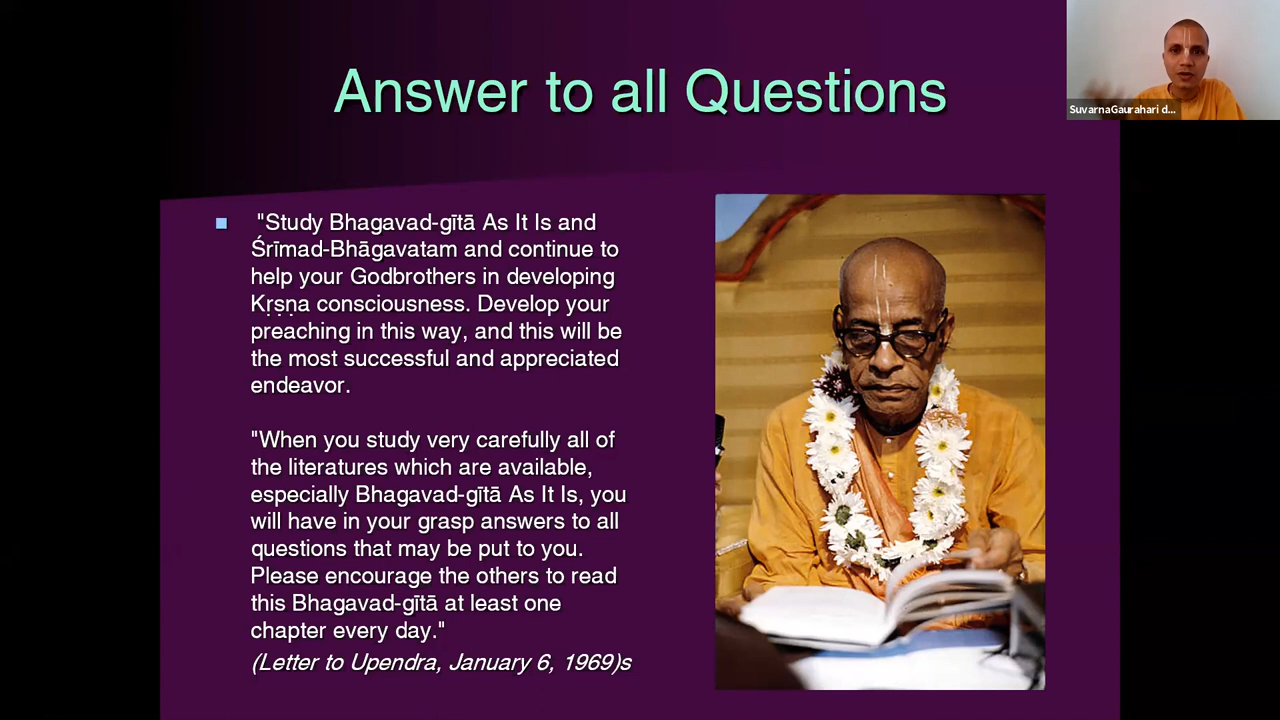 Answer to all Questions
SuvarnaGaurahari d...
"Study Bhagavad-gītā As It Is and
Śrīmad-Bhāgavatam and continue to
help your Godbrothers in developing
Kṛṣṇa consciousness. Develop your
preaching in this way, and this will be
the most successful and appreciated
endeavor.
"When you study very carefully all of
the literatures which are available,
especially Bhagavad-gītā As It Is, you
will have in your grasp answers to all
questions that may be put to you.
Please encourage the others to read
this Bhagavad-gītā at least one
chapter every day."
(Letter to Upendra, January 6, 1969)s